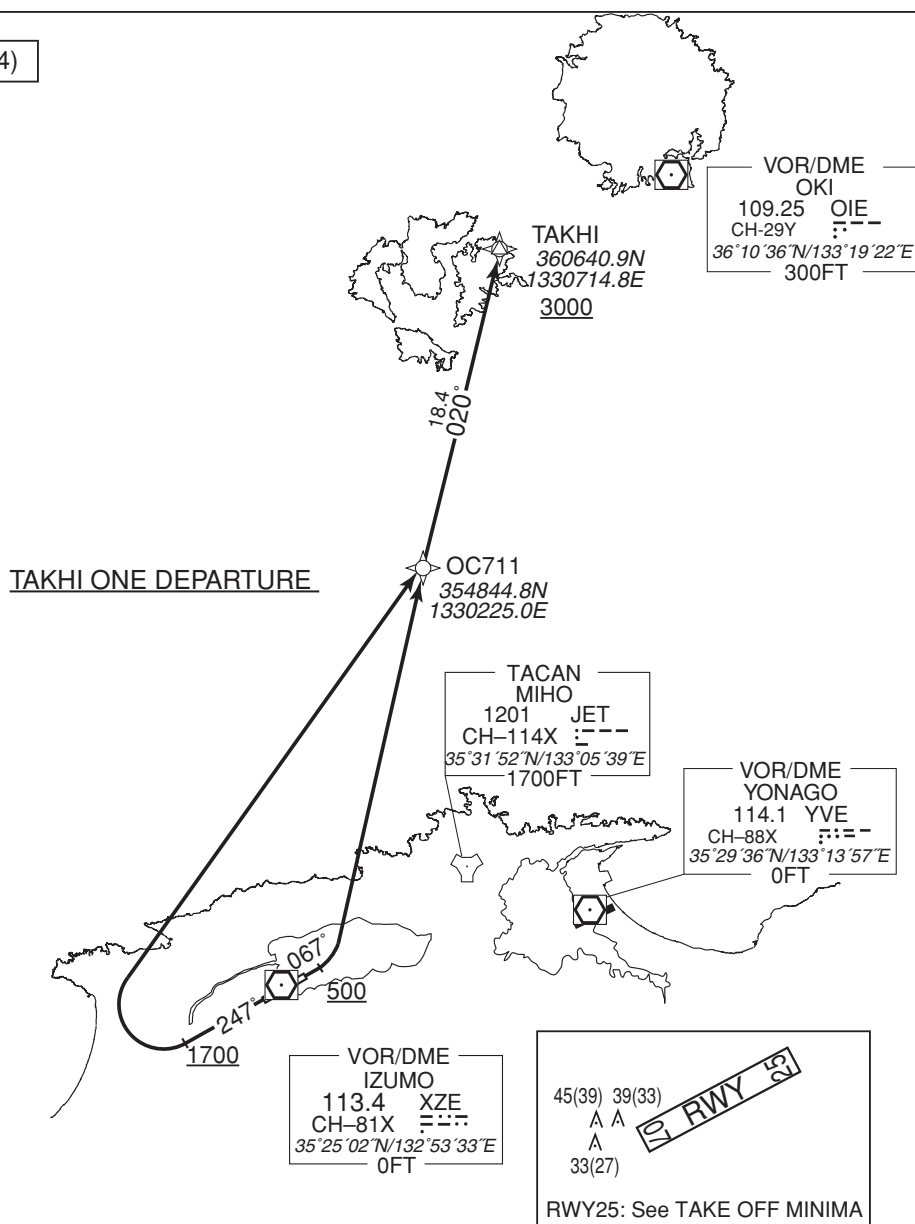 4)
VOR/DME
OKI
109.25 OIE
CH-29Y
36°10´36˝N/133°19´22˝E
300FT
TAKHI
360640.9N
1330714.8E
3000
18.4
020°
TAKHI ONE DEPARTURE
OC711
354844.8N
1330225.0E
TACAN
MIHO
1201 JET
CH–114X
35°31´52˝N/133°05´39˝E
1700FT
VOR/DME
YONAGO
114.1 YVE
CH–88X
35°29´36˝N/133°13´57˝E
0FT
067°
500
247°
1700
VOR/DME
IZUMO
113.4 XZE
CH–81X
35°25´02˝N/132°53´33˝E
0FT
45(39) 39(33)
33(27)
07 RWY 25
RWY25: See TAKE OFF MINIMA